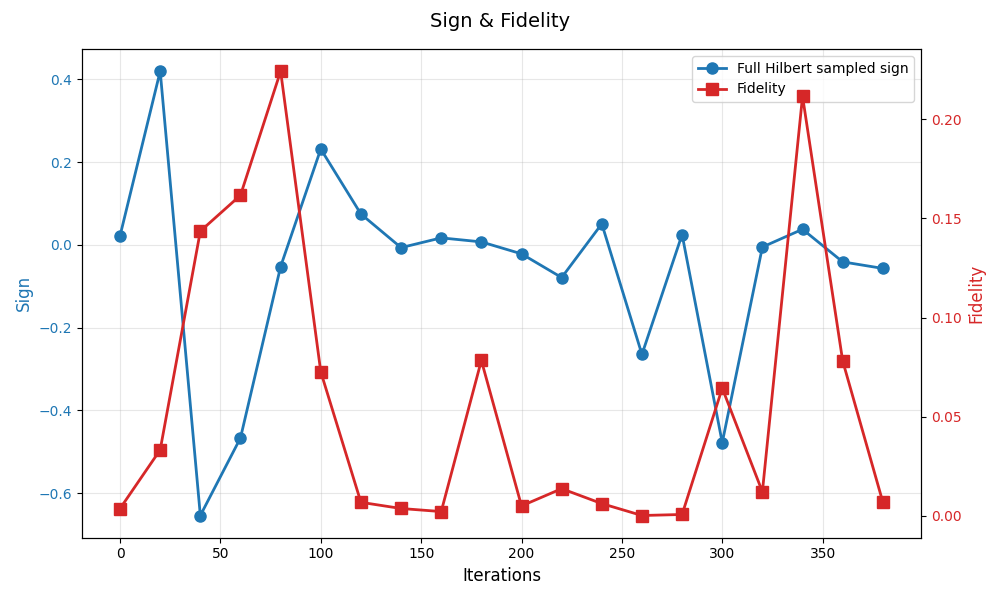 Sign & Fidelity
Full Hilbert sampled sign
Fidelity
0.4
0.2
0.0
−0.2
−0.4
−0.6
Sign
0.20
0.15
0.10
0.05
0.00
Fidelity
0 50 100 150 200 250 300 350
Iterations